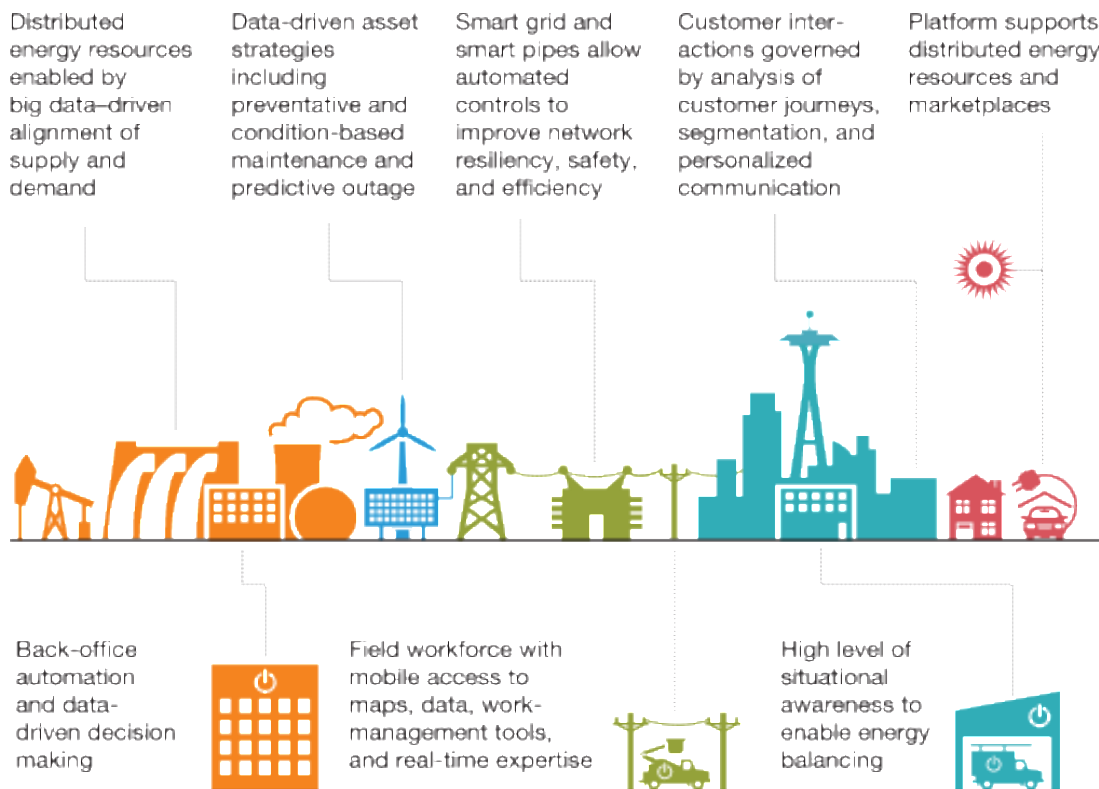 Distributed
energy resources
enabled by
big data–driven
alignment of
supply and
demand
Data-driven asset
strategies
including
preventative and
condition-based
maintenance and
predictive outage
Smart grid and
smart pipes allow
automated
controls to
improve network
resiliency, safety,
and efficiency
Customer inter-
actions governed
by analysis of
customer journeys,
segmentation, and
personalized
communication
Platform supports
distributed energy
resources and
marketplaces
Back-office
automation
and data-
driven decision
making
Field workforce with
mobile access to
maps, data, work-
management tools,
and real-time expertise
High level of
situational
awareness to
enable energy
balancing